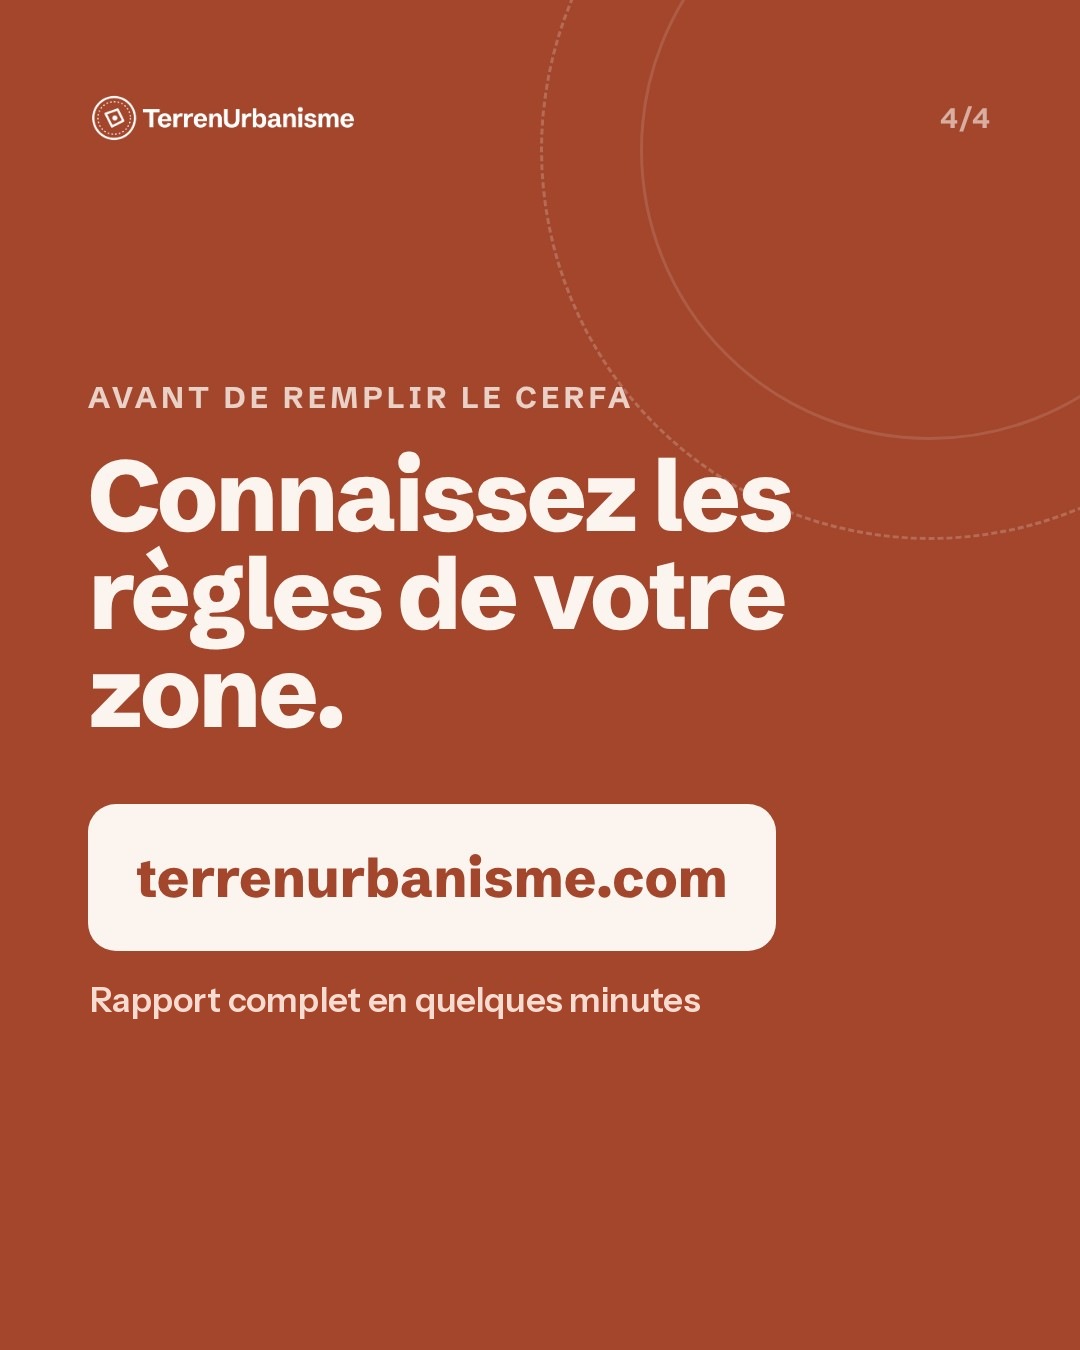 TerrenUrbanisme
4/4
AVANT DE REMPLIR LE CERFA
Connaissez les
règles de votre
zone.
terrenurbanisme.com
Rapport complet en quelques minutes